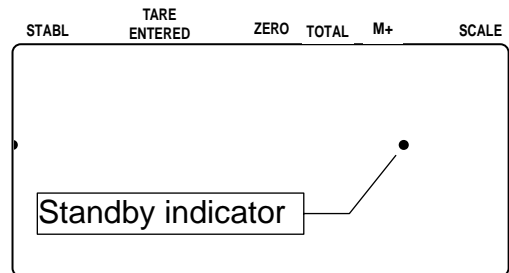 STABL TARE ENTERED ZERO TOTAL M+ SCALE
Standby indicator